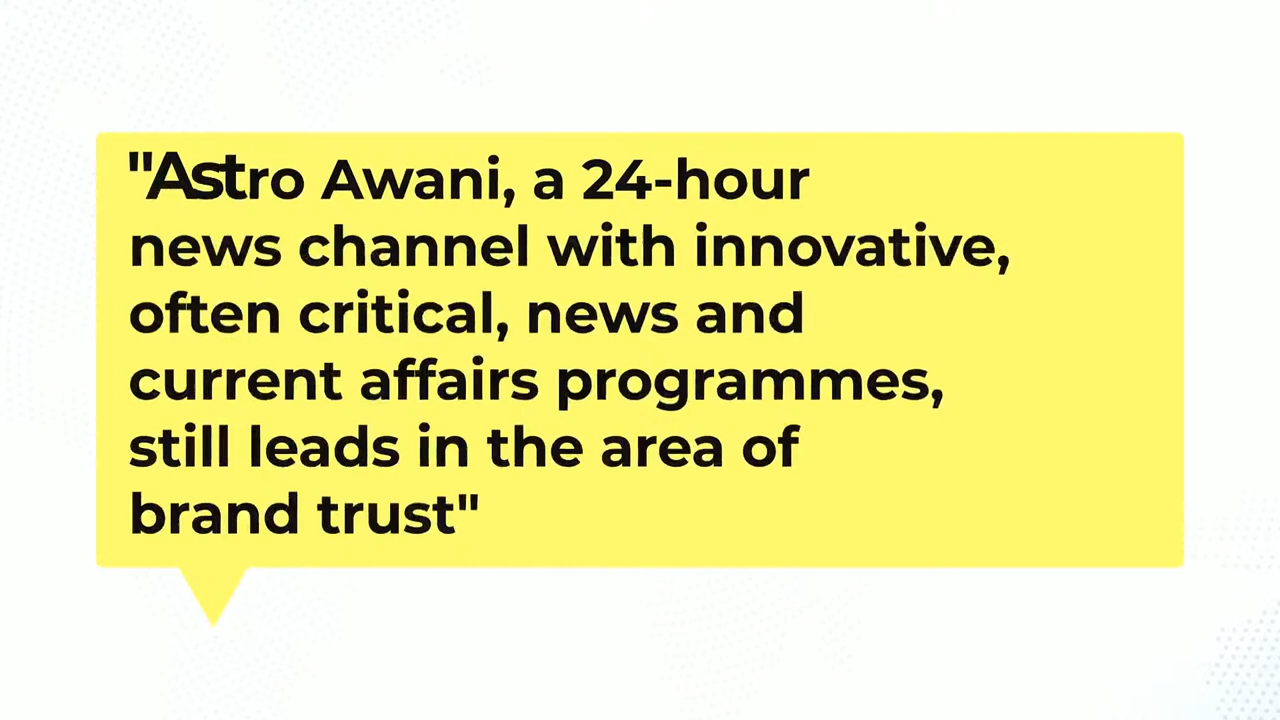 "Astro Awani, a 24-hour
news channel with innovative,
often critical, news and
current affairs programmes,
still leads in the area of
brand trust"